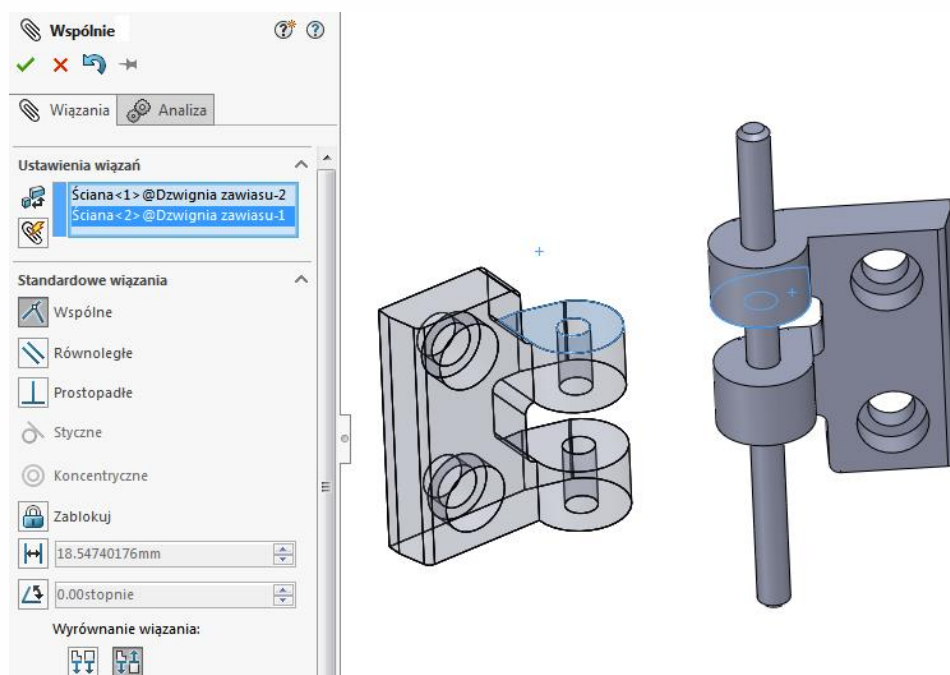 Wspólnie
Wiązania
Analiza
Ustawienia wiązań
Ściana<1>@Dzwignia zawiasu-2
Ściana<2>@Dzwignia zawiasu-1
Standardowe wiązania
Wspólne
Równoległe
Prostopadłe
Styczne
Koncentryczne
Zablokuj
18.54740176mm
0.00stopnie
Wyrównanie wiązania: